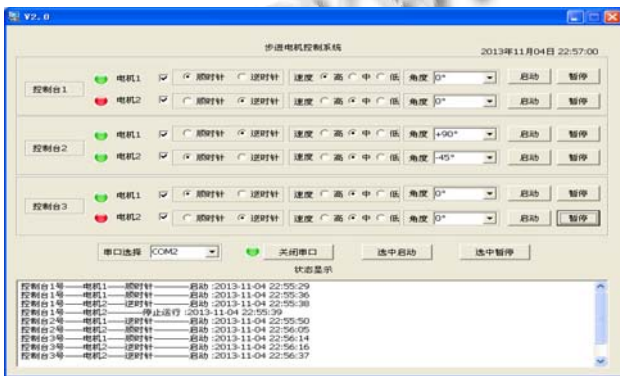 V2.0
步进电机控制系统
2013年11月04日 22:57:00
控制台1
电机1 顺时针 逆时针 速度 高 中 低 角度 0° 启动 暂停
电机2 顺时针 逆时针 速度 高 中 低 角度 0° 启动 暂停
控制台2
电机1 顺时针 逆时针 速度 高 中 低 角度 +90° 启动 暂停
电机2 顺时针 逆时针 速度 高 中 低 角度 -45° 启动 暂停
控制台3
电机1 顺时针 逆时针 速度 高 中 低 角度 0° 启动 暂停
电机2 顺时针 逆时针 速度 高 中 低 角度 0° 启动 暂停
串口选择 COM2 关闭串口 选中启动 选中暂停
状态显示
控制台1号——电机1——顺时针———启动 :2013-11-04 22:55:29
控制台1号——电机1——顺时针———启动 :2013-11-04 22:55:36
控制台1号——电机2——逆时针———启动 :2013-11-04 22:55:38
控制台1号——电机2————停止运行 :2013-11-04 22:55:39
控制台2号——电机1——逆时针———启动 :2013-11-04 22:55:50
控制台2号——电机2——顺时针———启动 :2013-11-04 22:56:05
控制台3号——电机1——顺时针———启动 :2013-11-04 22:56:14
控制台3号——电机2——逆时针———启动 :2013-11-04 22:56:16
控制台3号——电机2——逆时针———启动 :2013-11-04 22:56:37